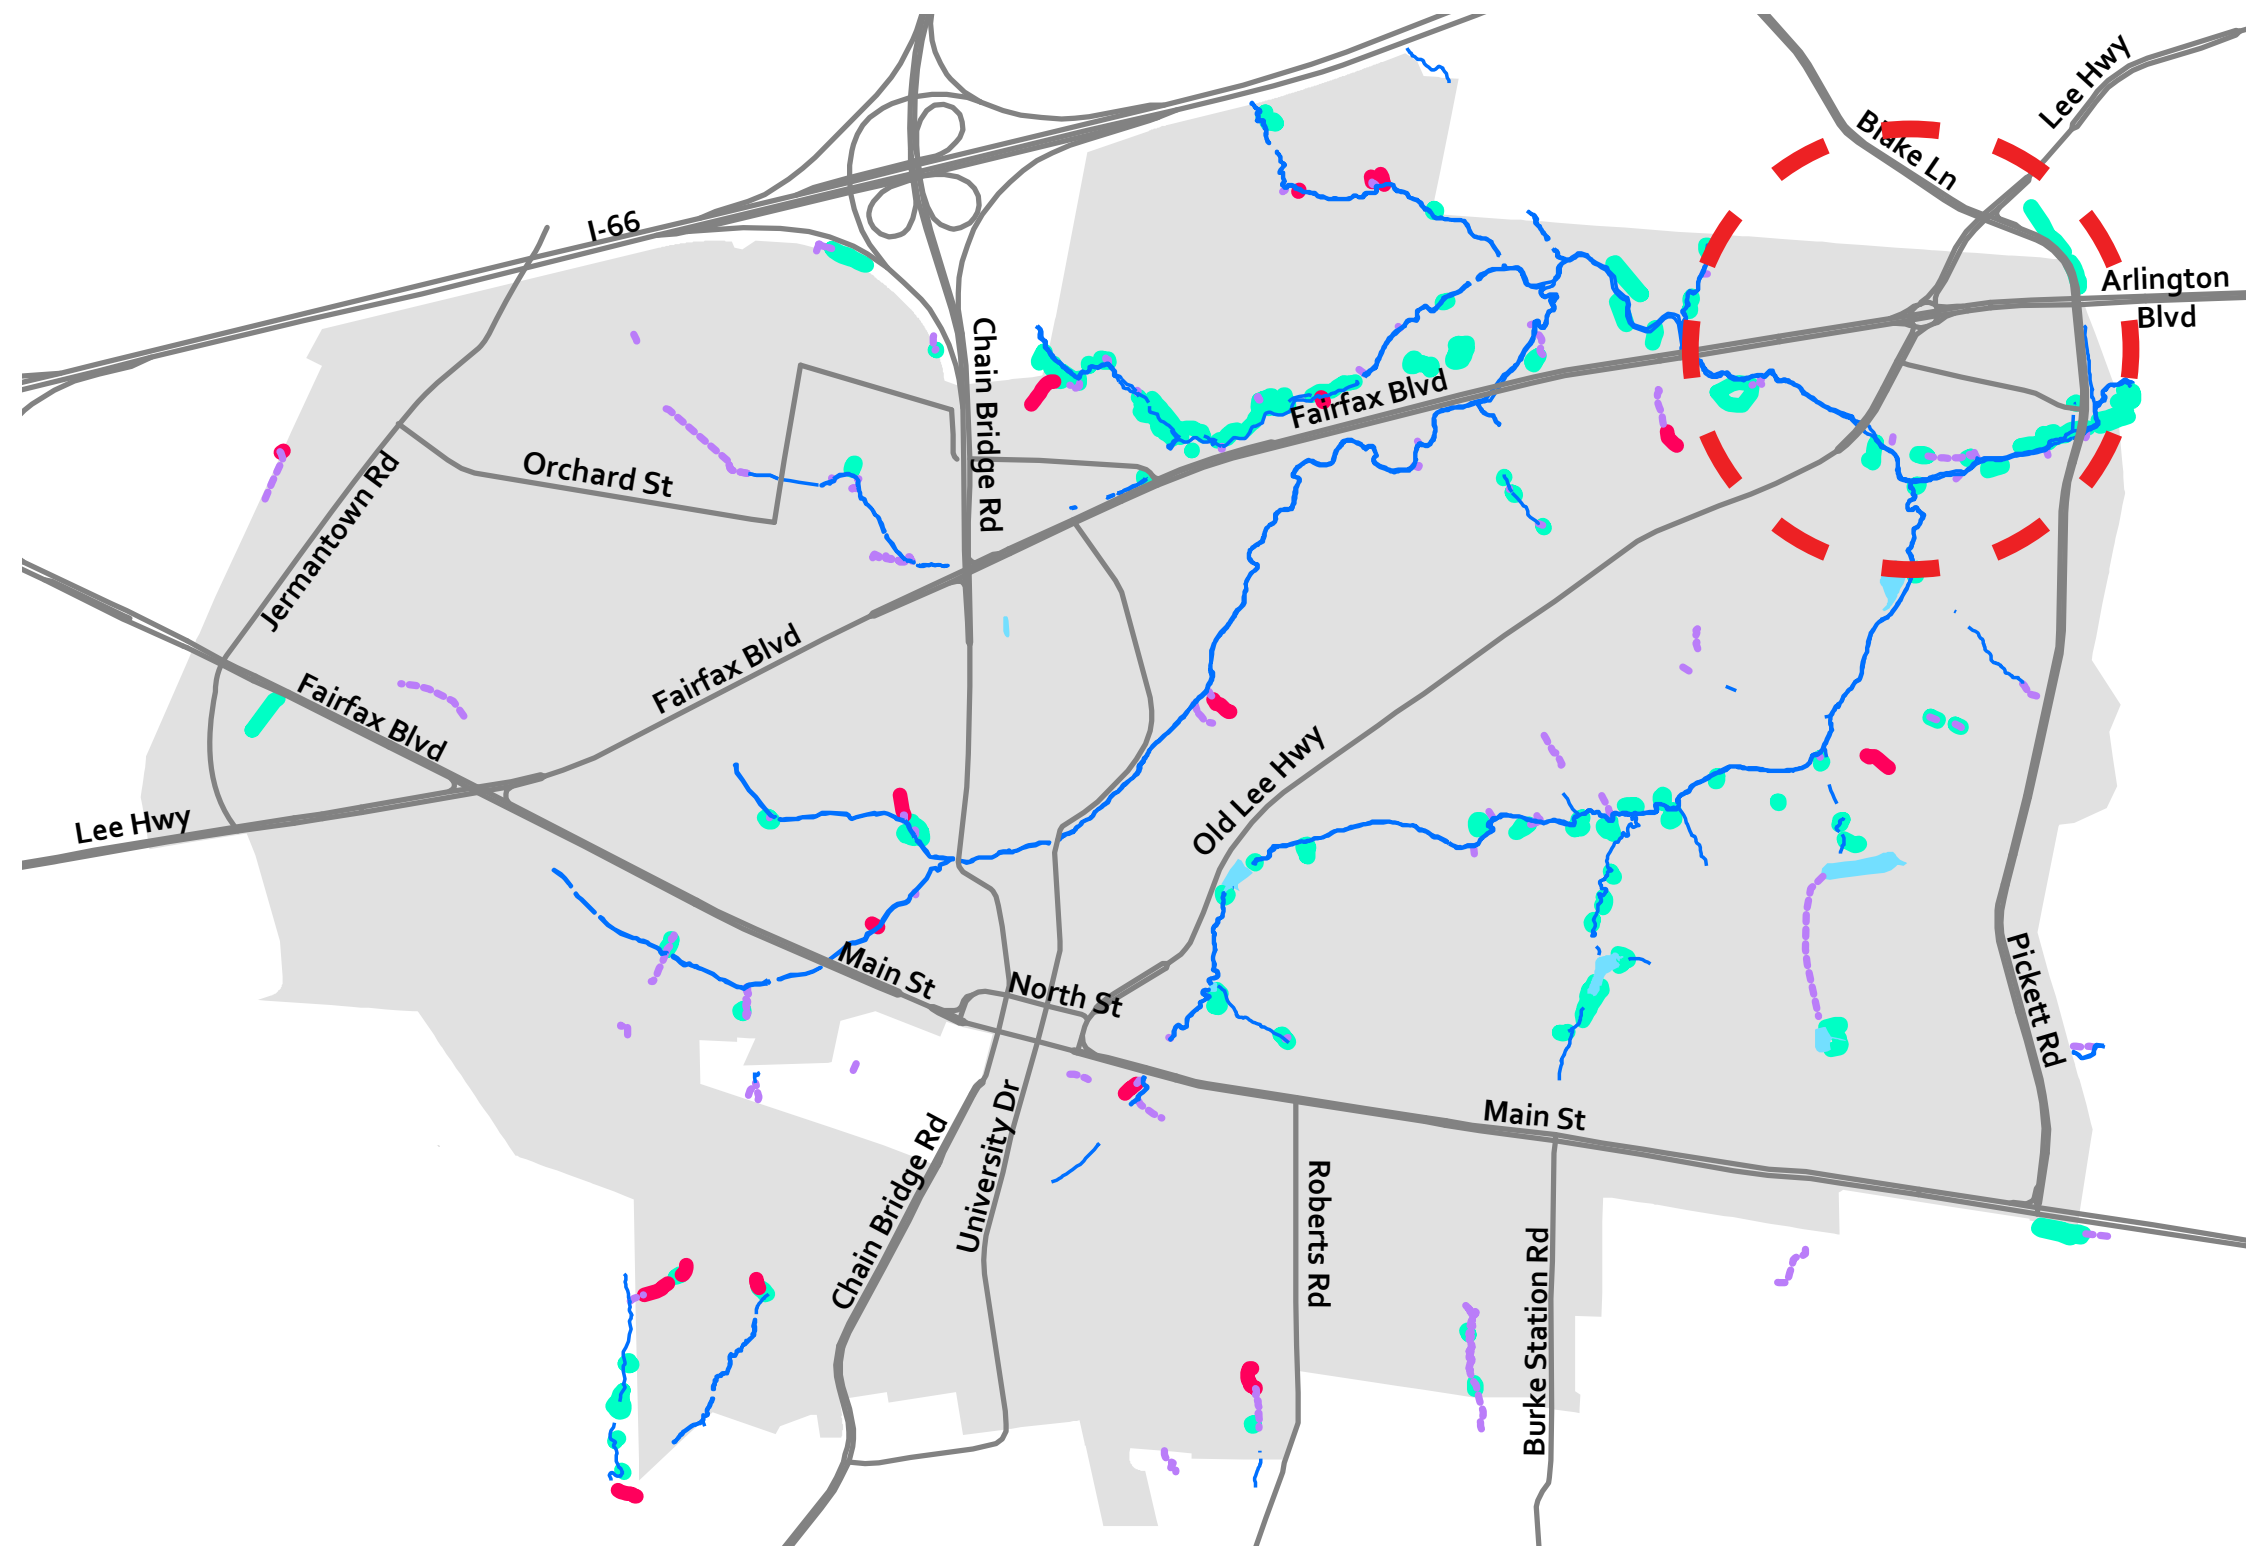 Lee Hwy
Blake Ln
I-66
Arlington
Blvd
Chain Bridge Rd
Fairfax Blvd
Orchard St
Jermantown Rd
Fairfax Blvd
Fairfax Blvd
Old Lee Hwy
Lee Hwy
Main St
North St
Pickett Rd
Main St
University Dr
Chain Bridge Rd
Roberts Rd
Burke Station Rd